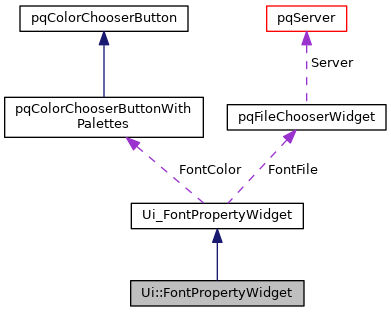 pqColorChooserButton
pqServer
Server
pqColorChooserButtonWith
Palettes
pqFileChooserWidget
FontColor
FontFile
Ui_FontPropertyWidget
Ui::FontPropertyWidget